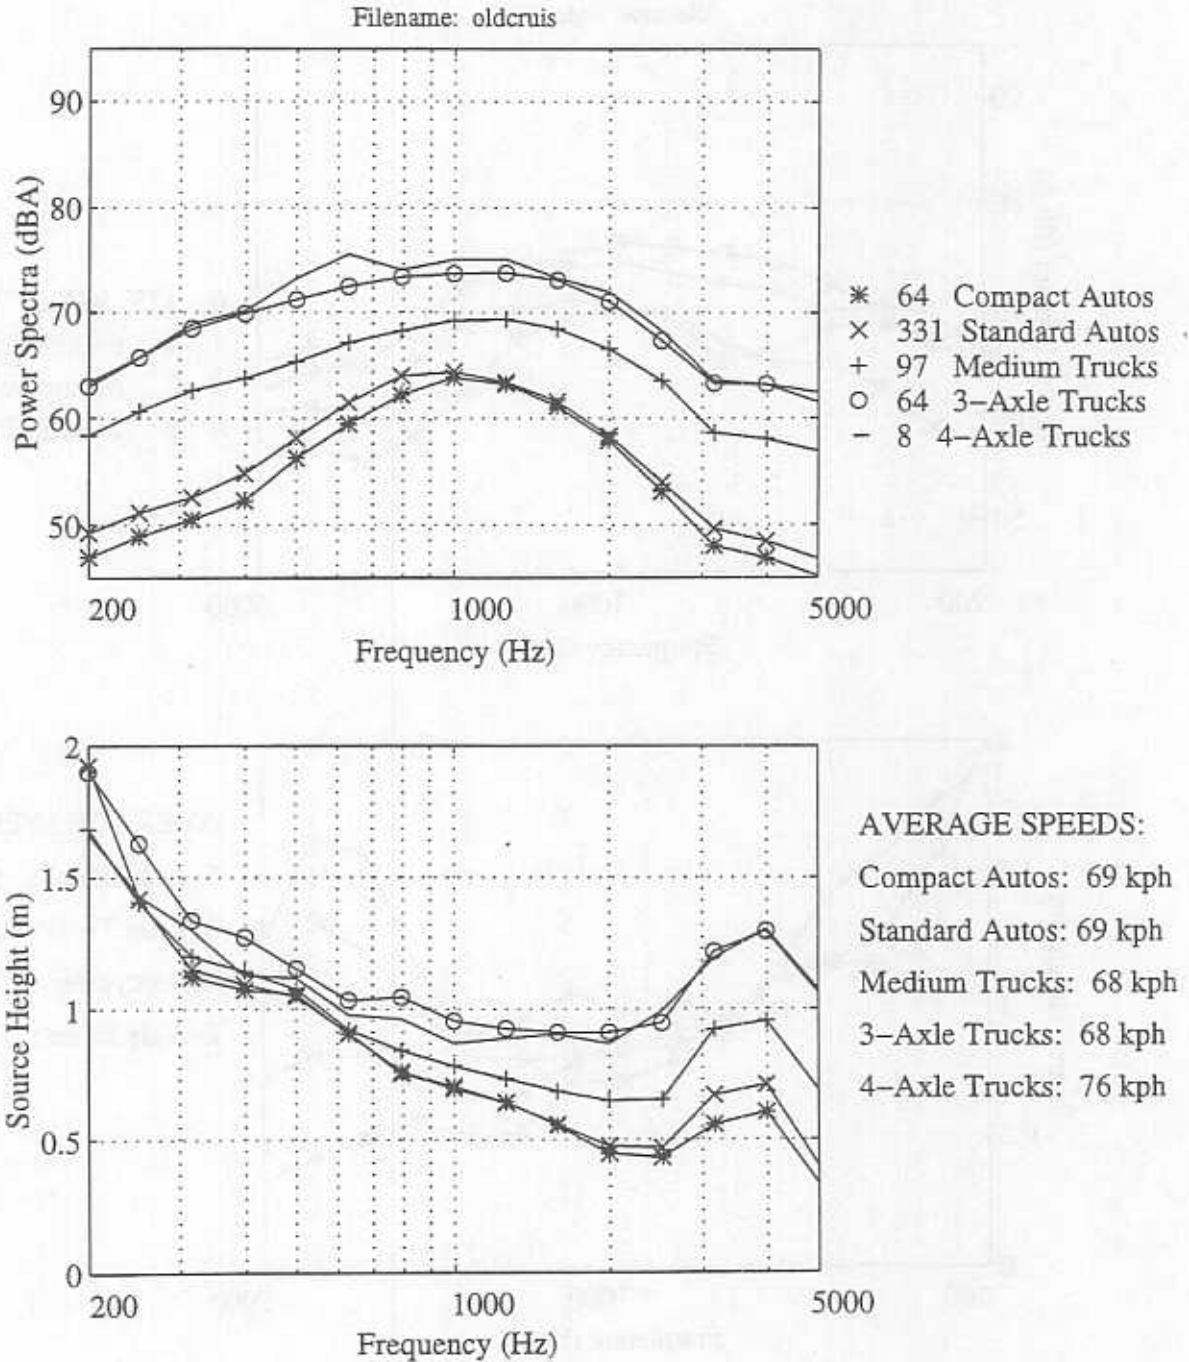 Filename: oldcruis
90
80
70
60
50
Power Spectra (dBA)
200 1000 5000
Frequency (Hz)
64 Compact Autos
331 Standard Autos
97 Medium Trucks
64 3-Axle Trucks
8 4-Axle Trucks
2
1.5
1
0.5
0
Source Height (m)
200 1000 5000
Frequency (Hz)
AVERAGE SPEEDS:
Compact Autos: 69 kph
Standard Autos: 69 kph
Medium Trucks: 68 kph
3-Axle Trucks: 68 kph
4-Axle Trucks: 76 kph